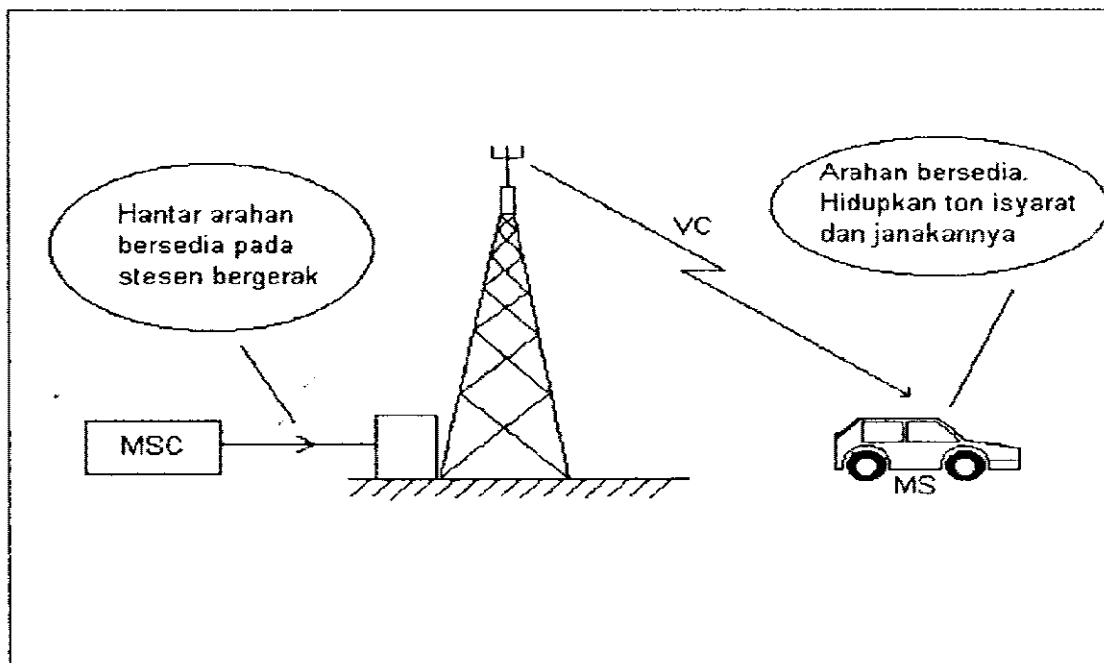 Hantar arahan
bersedia pada
stesen bergerak
MSC
VC
Arahan bersedia.
Hidupkan ton isyarat
dan janakannya
MS